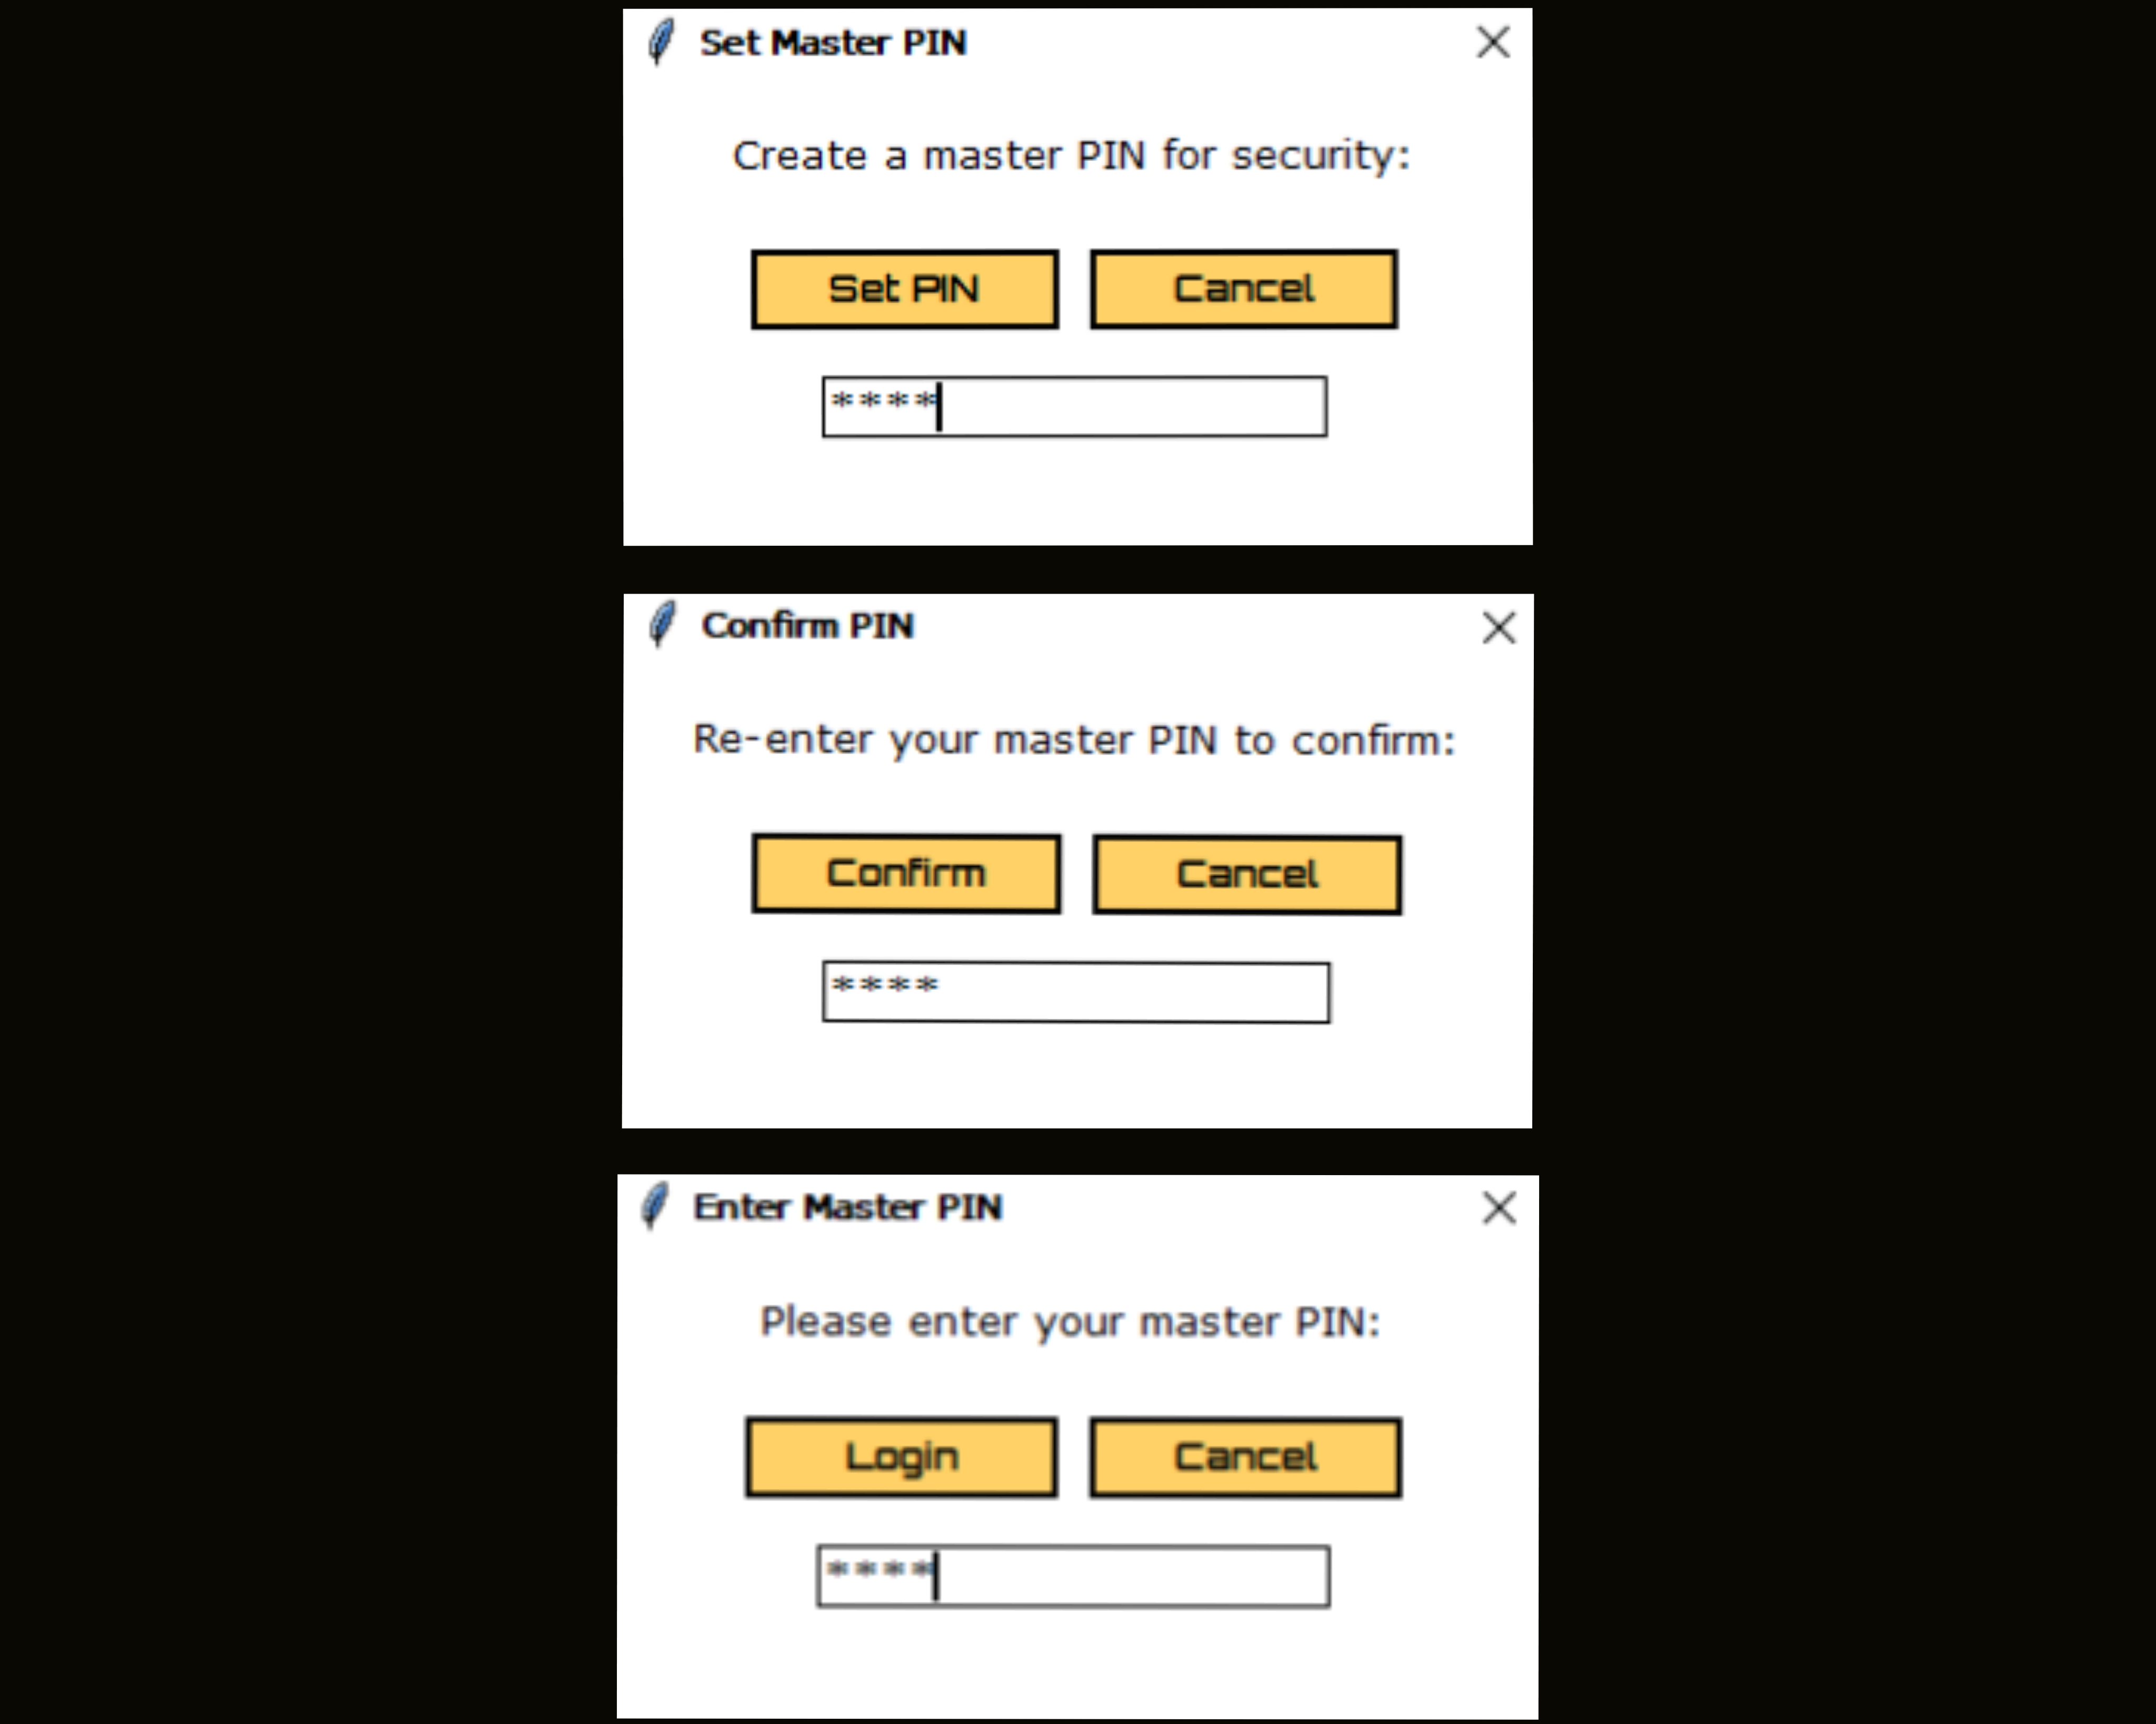 Set Master PIN
Create a master PIN for security:
Set PIN Cancel
****
Confirm PIN
Re-enter your master PIN to confirm:
Confirm Cancel
****
Enter Master PIN
Please enter your master PIN:
Login Cancel
****